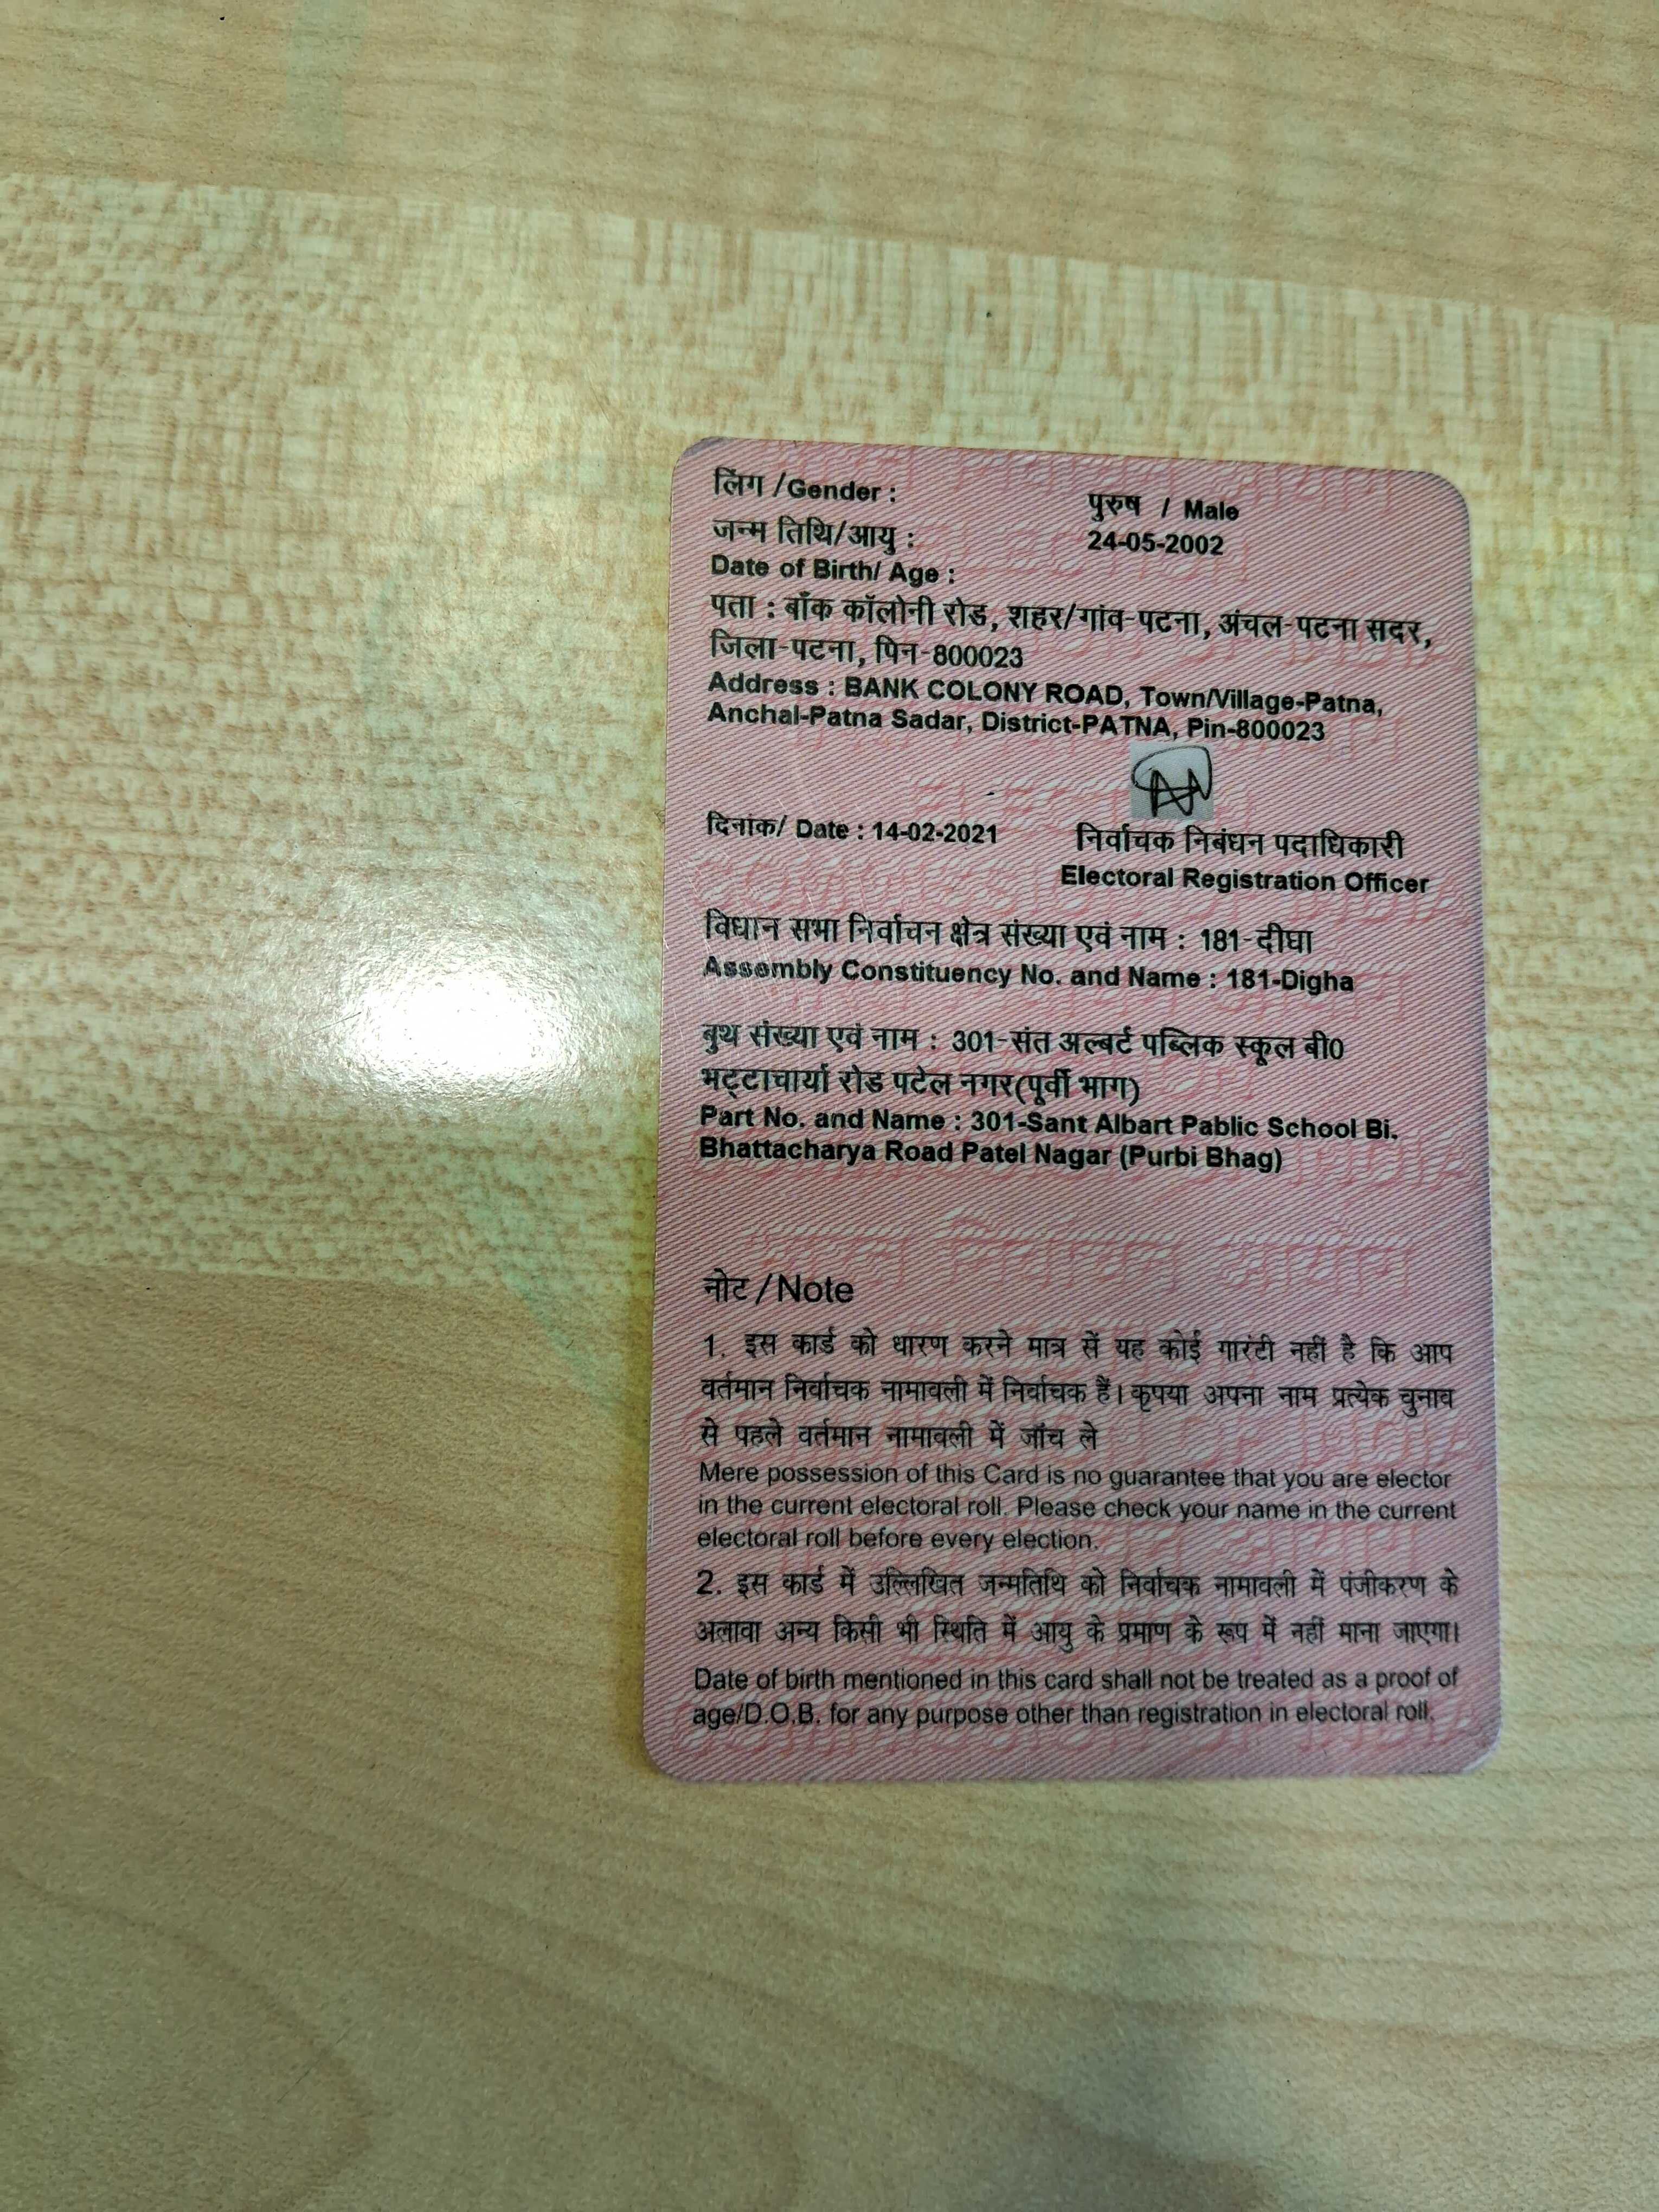 लिंग /Gender : पुरुष / Male
जन्म तिथि/आयु : 24-05-2002
Date of Birth/ Age :
पता : बाँक कॉलोनी रोड, शहर/गांव-पटना, अंचल-पटना सदर,
जिला-पटना, पिन-800023
Address : BANK COLONY ROAD, Town/Village-Patna,
Anchal-Patna Sadar, District-PATNA, Pin-800023
दिनांक/ Date : 14-02-2021
निर्वाचक निबंधन पदाधिकारी
Electoral Registration Officer
विधान सभा निर्वाचन क्षेत्र संख्या एवं नाम : 181-दीघा
Assembly Constituency No. and Name : 181-Digha
बुथ संख्या एवं नाम : 301-संत अल्बर्ट पब्लिक स्कूल बी0
भट्टाचार्या रोड पटेल नगर(पूर्वी भाग)
Part No. and Name : 301-Sant Albart Pablic School Bi.
Bhattacharya Road Patel Nagar (Purbi Bhag)
नोट / Note
1. इस कार्ड को धारण करने मात्र सें यह कोई गारंटी नहीं है कि आप
वर्तमान निर्वाचक नामावली में निर्वाचक हैं। कृपया अपना नाम प्रत्येक चुनाव
से पहले वर्तमान नामावली में जाँच ले
Mere possession of this Card is no guarantee that you are elector
in the current electoral roll. Please check your name in the current
electoral roll before every election.
2. इस कार्ड में उल्लिखित जन्मतिथि को निर्वाचक नामावली में पंजीकरण के
अलावा अन्य किसी भी स्थिति में आयु के प्रमाण के रूप में नहीं माना जाएगा।
Date of birth mentioned in this card shall not be treated as a proof of
age/D.O.B. for any purpose other than registration in electoral roll.